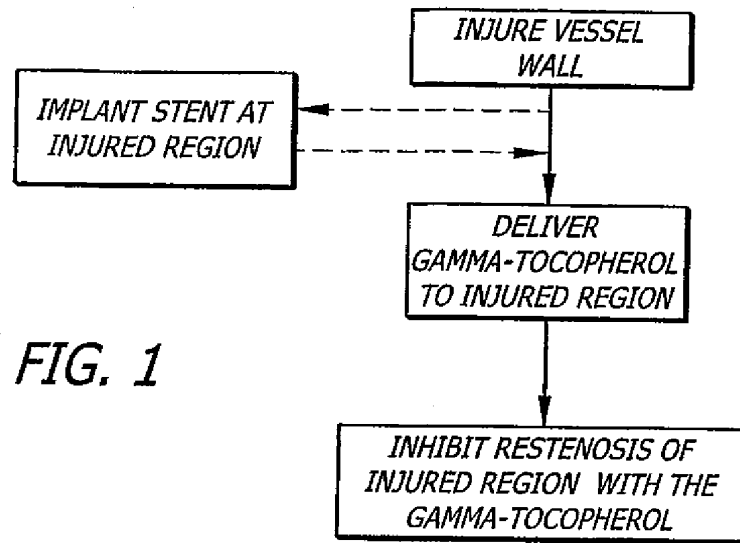 INJURE VESSEL
WALL
IMPLANT STENT AT
INJURED REGION
DELIVER
GAMMA-TOCOPHEROL
TO INJURED REGION
FIG. 1
INHIBIT RESTENOSIS OF
INJURED REGION WITH THE
GAMMA-TOCOPHEROL